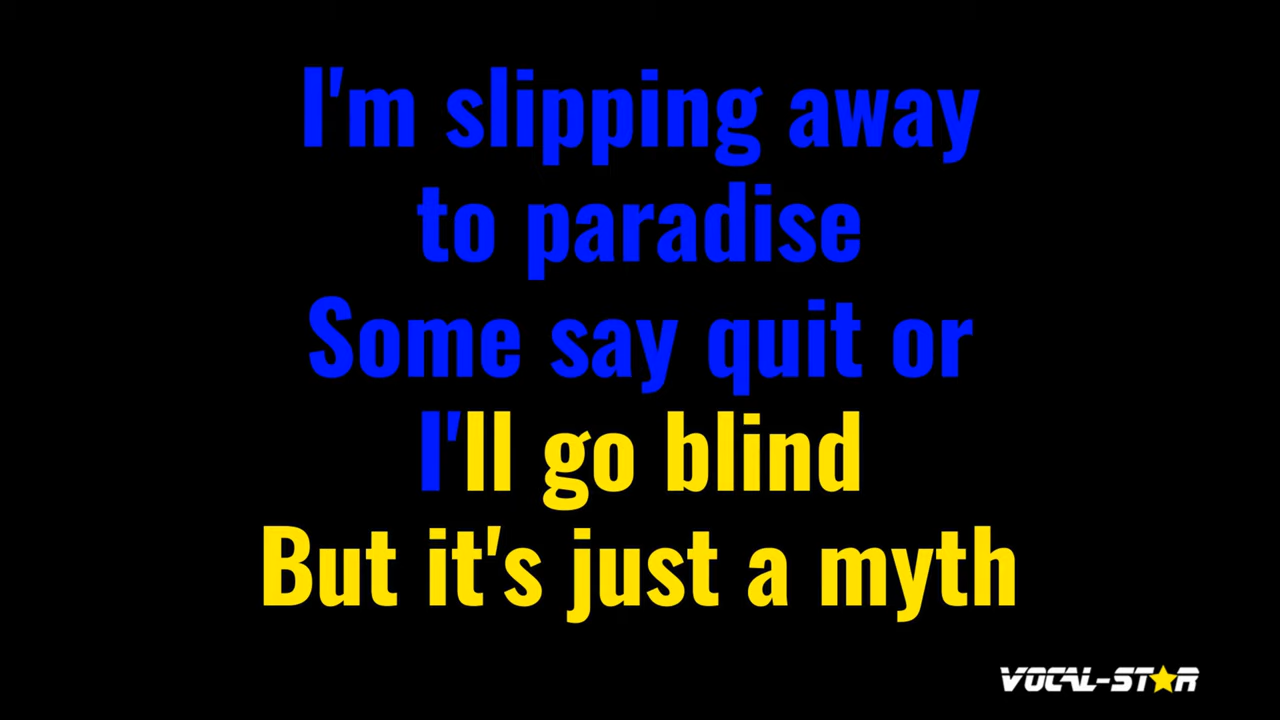 I'm slipping away
to paradise
Some say quit or
I'll go blind
But it's just a myth
VOCAL-STAR